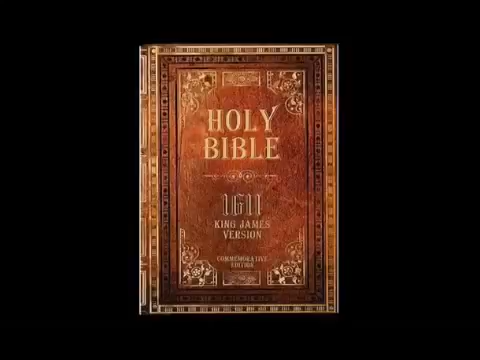 HOLY
BIBLE
1611
KING JAMES
VERSION
COMMEMORATIVE
EDITION